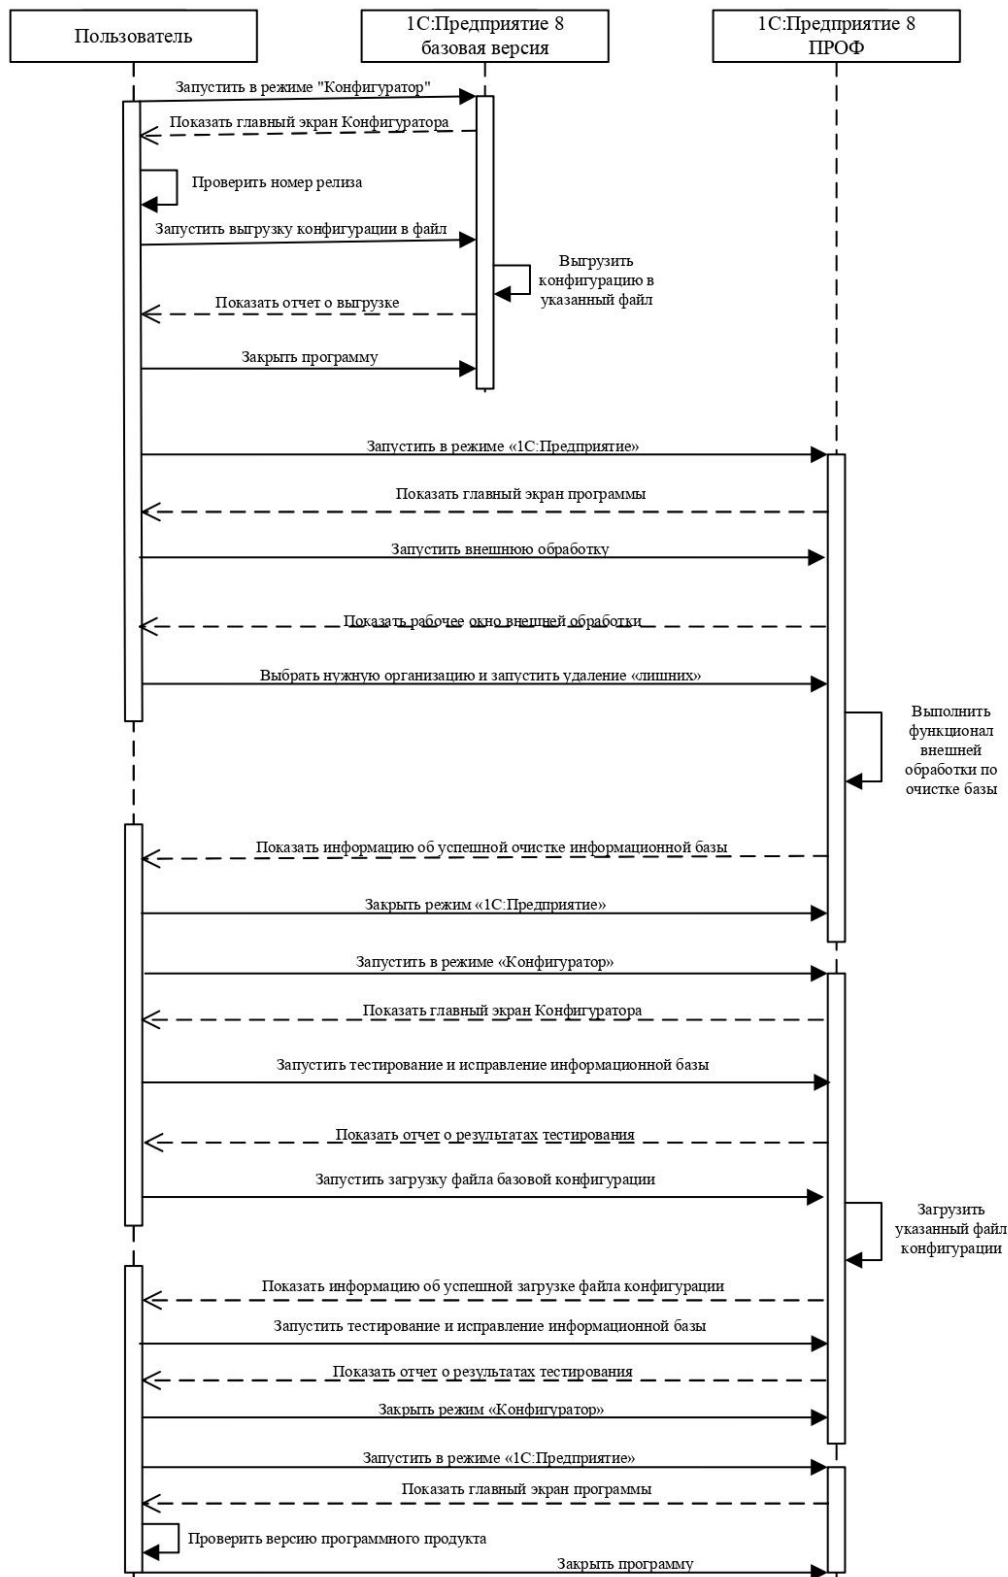 Пользователь
1С:Предприятие 8
базовая версия
1С:Предприятие 8
ПРОФ
Запустить в режиме "Конфигуратор"
Показать главный экран Конфигуратора
Проверить номер релиза
Запустить выгрузку конфигурации в файл
Выгрузить
конфигурацию в
указанный файл
Показать отчет о выгрузке
Закрыть программу
Запустить в режиме «1С:Предприятие»
Показать главный экран программы
Запустить внешнюю обработку
Показать рабочее окно внешней обработки
Выбрать нужную организацию и запустить удаление «лишних»
Выполнить
функционал
внешней
обработки по
очистке базы
Показать информацию об успешной очистке информационной базы
Закрыть режим «1С:Предприятие»
Запустить в режиме «Конфигуратор»
Показать главный экран Конфигуратора
Запустить тестирование и исправление информационной базы
Показать отчет о результатах тестирования
Запустить загрузку файла базовой конфигурации
Загрузить
указанный файл
конфигурации
Показать информацию об успешной загрузке файла конфигурации
Запустить тестирование и исправление информационной базы
Показать отчет о результатах тестирования
Закрыть режим «Конфигуратор»
Запустить в режиме «1С:Предприятие»
Показать главный экран программы
Проверить версию программного продукта
Закрыть программу